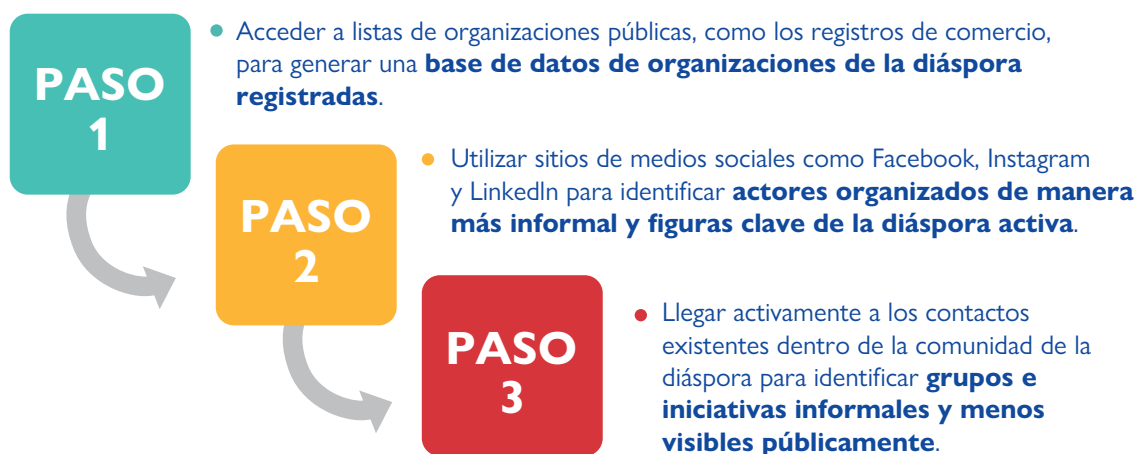 PASO
1
Acceder a listas de organizaciones públicas, como los registros de comercio,
para generar una base de datos de organizaciones de la diáspora
registradas.
PASO
2
Utilizar sitios de medios sociales como Facebook, Instagram
y LinkedIn para identificar actores organizados de manera
más informal y figuras clave de la diáspora activa.
PASO
3
Llegar activamente a los contactos
existentes dentro de la comunidad de la
diáspora para identificar grupos e
iniciativas informales y menos
visibles públicamente.